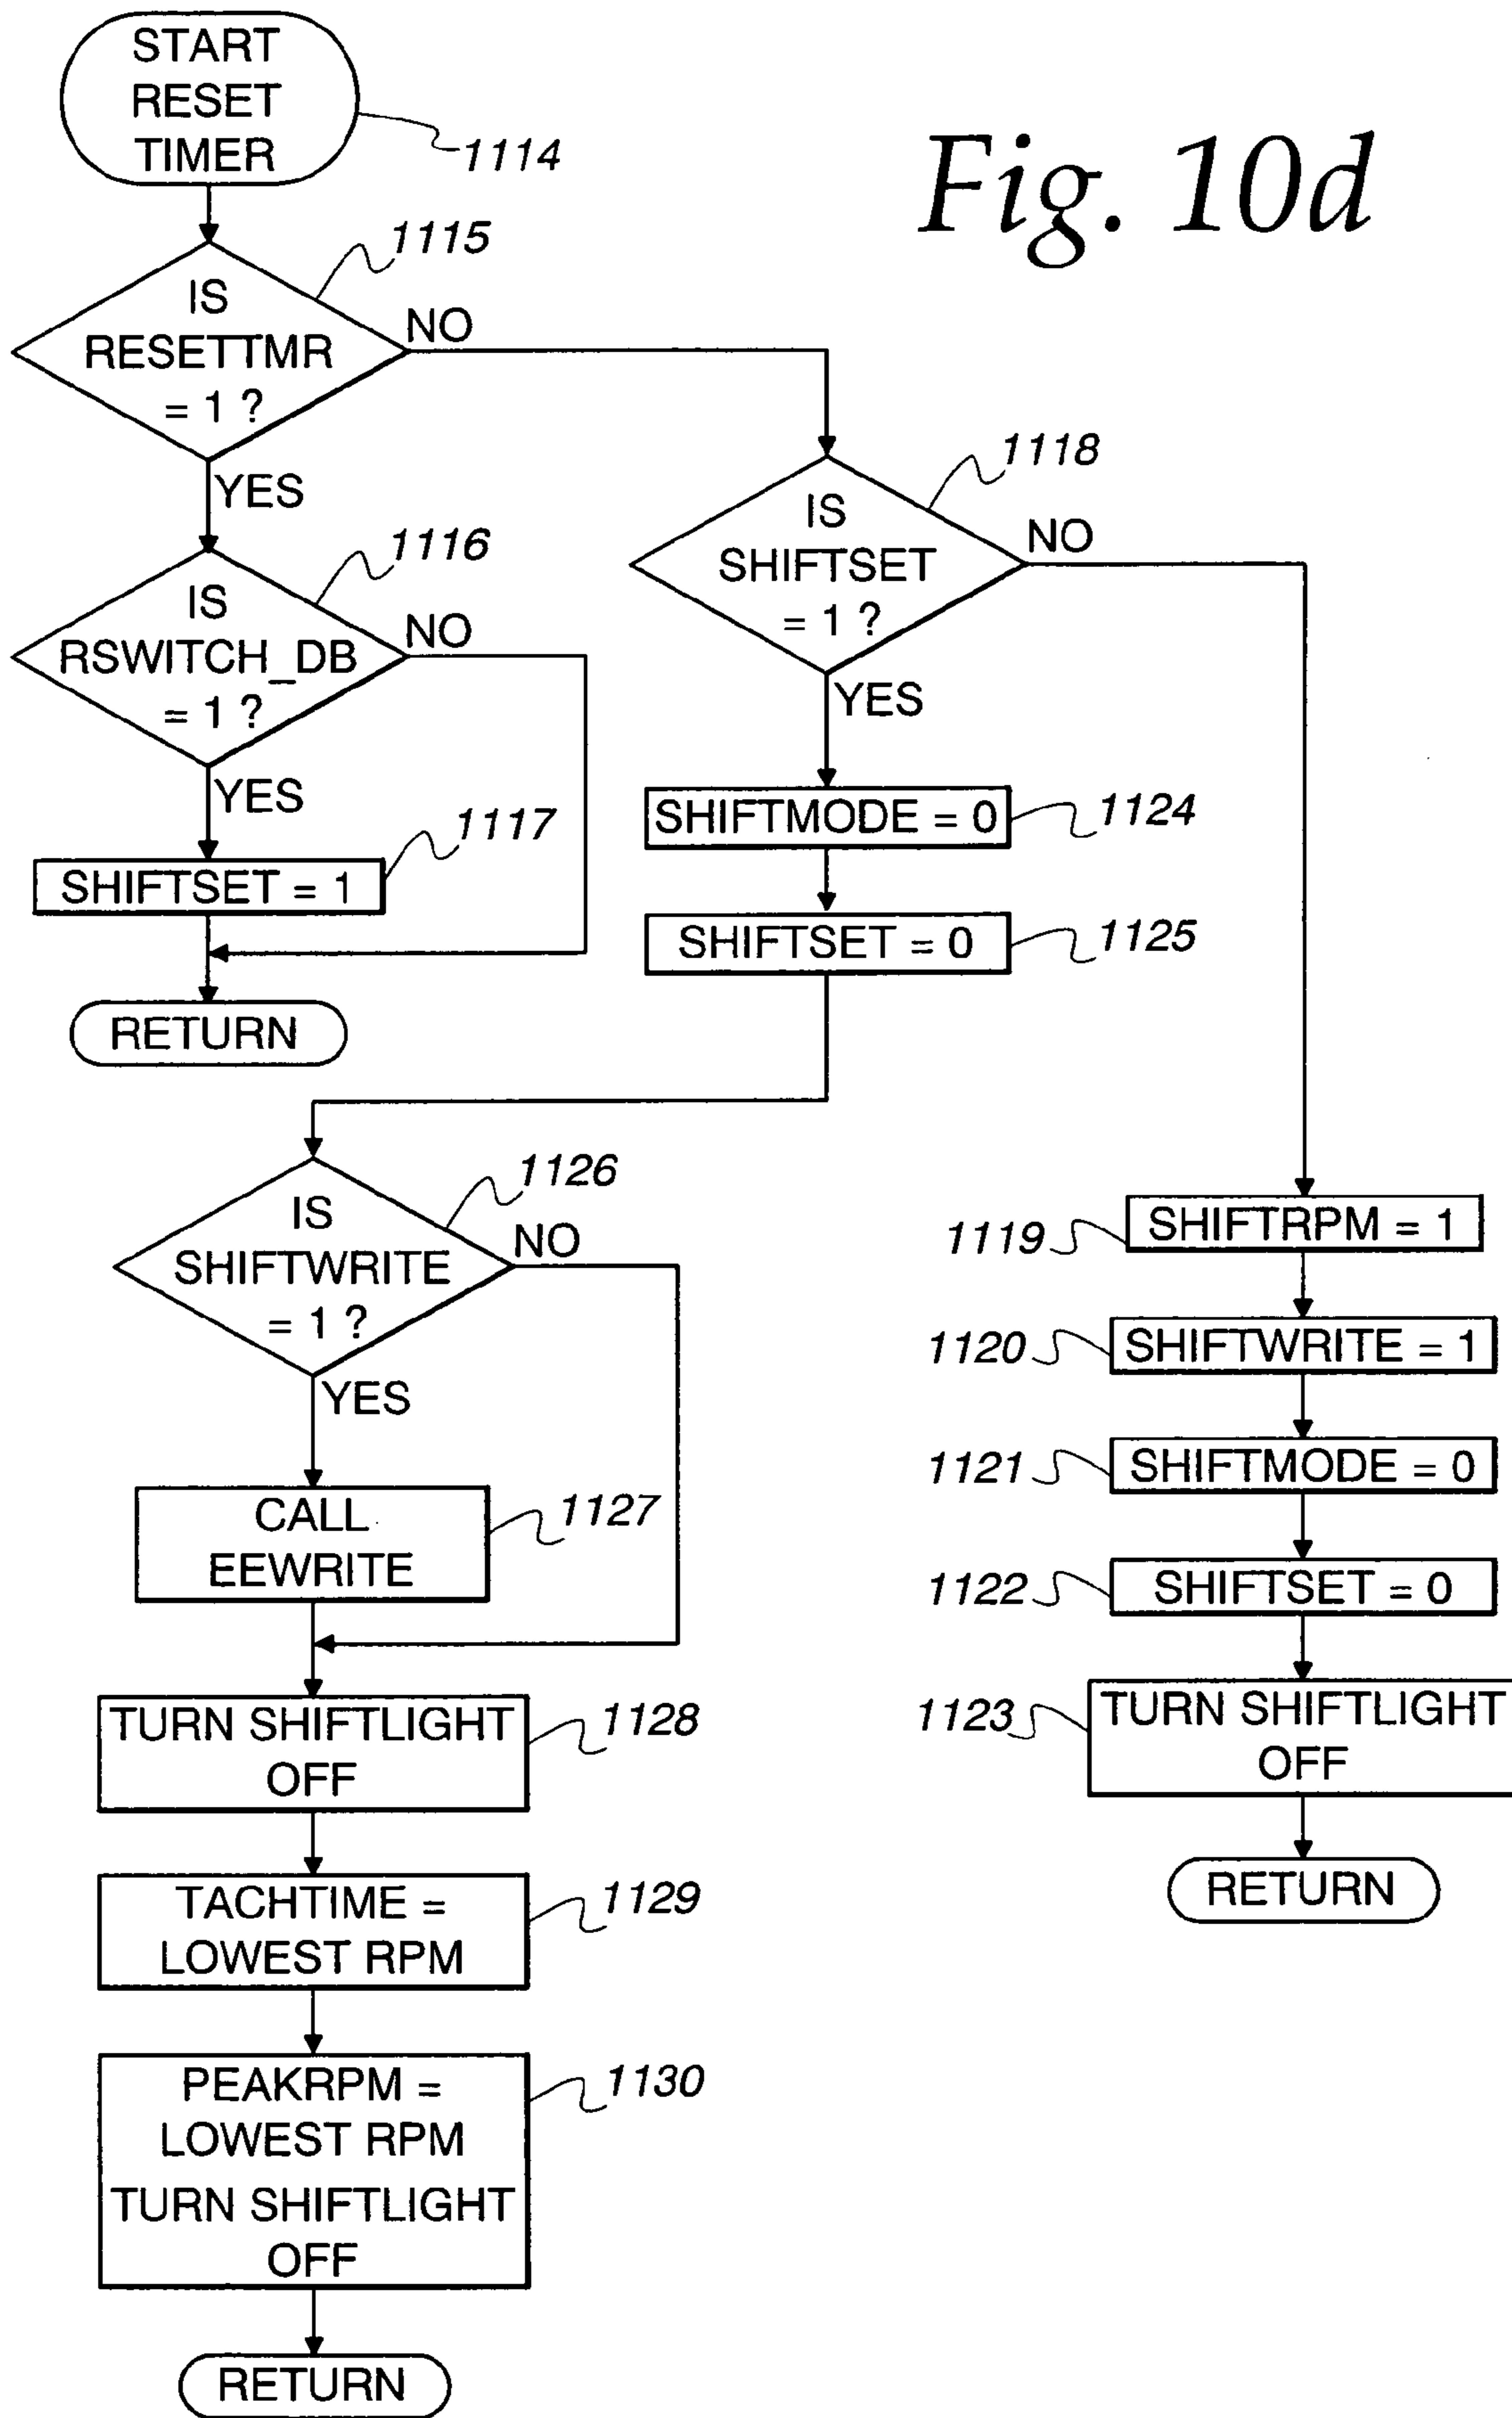 START
RESET
TIMER
1114
Fig. 10d
1115
IS
RESETTMR
= 1 ?
NO
YES
1116
IS
RSWITCH_DB
= 1 ?
NO
YES
1117
SHIFTSET = 1
RETURN
1118
IS
SHIFTSET
= 1 ?
NO
YES
SHIFTMODE = 0
1124
SHIFTSET = 0
1125
1126
IS
SHIFTWRITE
= 1 ?
NO
YES
CALL
EEWRITE
1127
TURN SHIFTLIGHT
OFF
1128
TACHTIME =
LOWEST RPM
1129
PEAKRPM =
LOWEST RPM
TURN SHIFTLIGHT
OFF
1130
RETURN
1119
SHIFTRPM = 1
1120
SHIFTWRITE = 1
1121
SHIFTMODE = 0
1122
SHIFTSET = 0
1123
TURN SHIFTLIGHT
OFF
RETURN